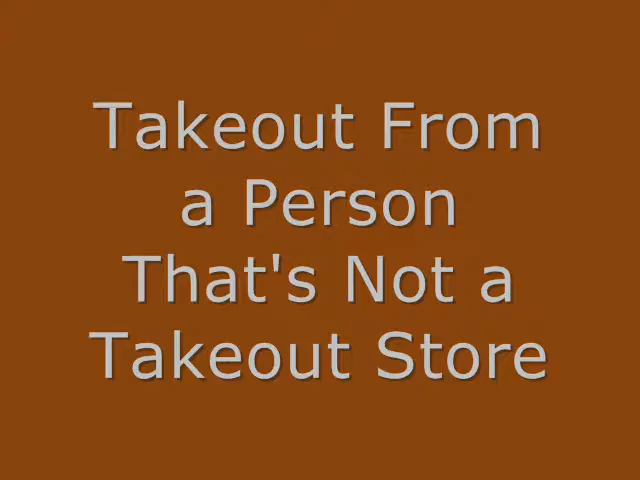 Takeout From
a Person
That's Not a
Takeout Store